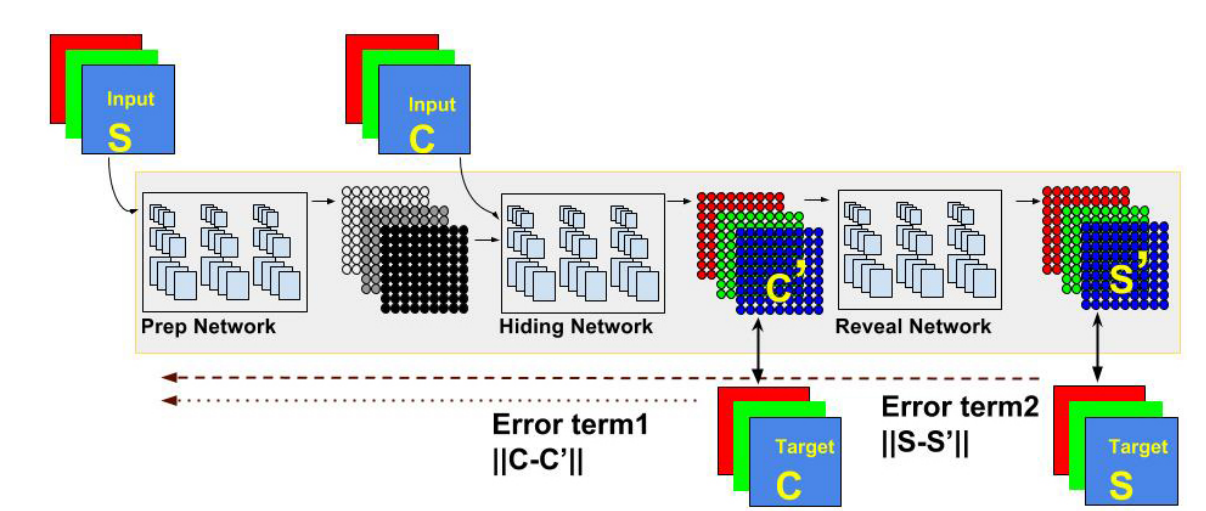 Input
S
Input
C
Prep Network
Hiding Network
C’
Reveal Network
S’
Error term1
||C-C’||
Target
C
Error term2
||S-S’||
Target
S